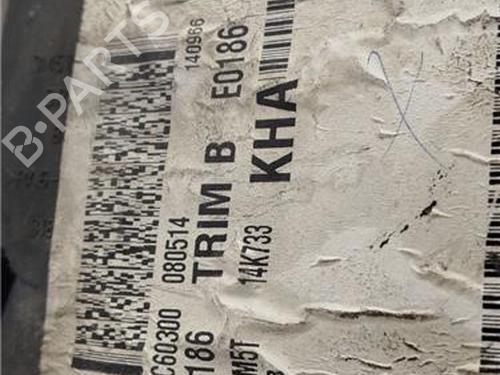 C60300 080514 140966
186 TRIM B E0186
14K733 KHA
M5T
B-PARTS